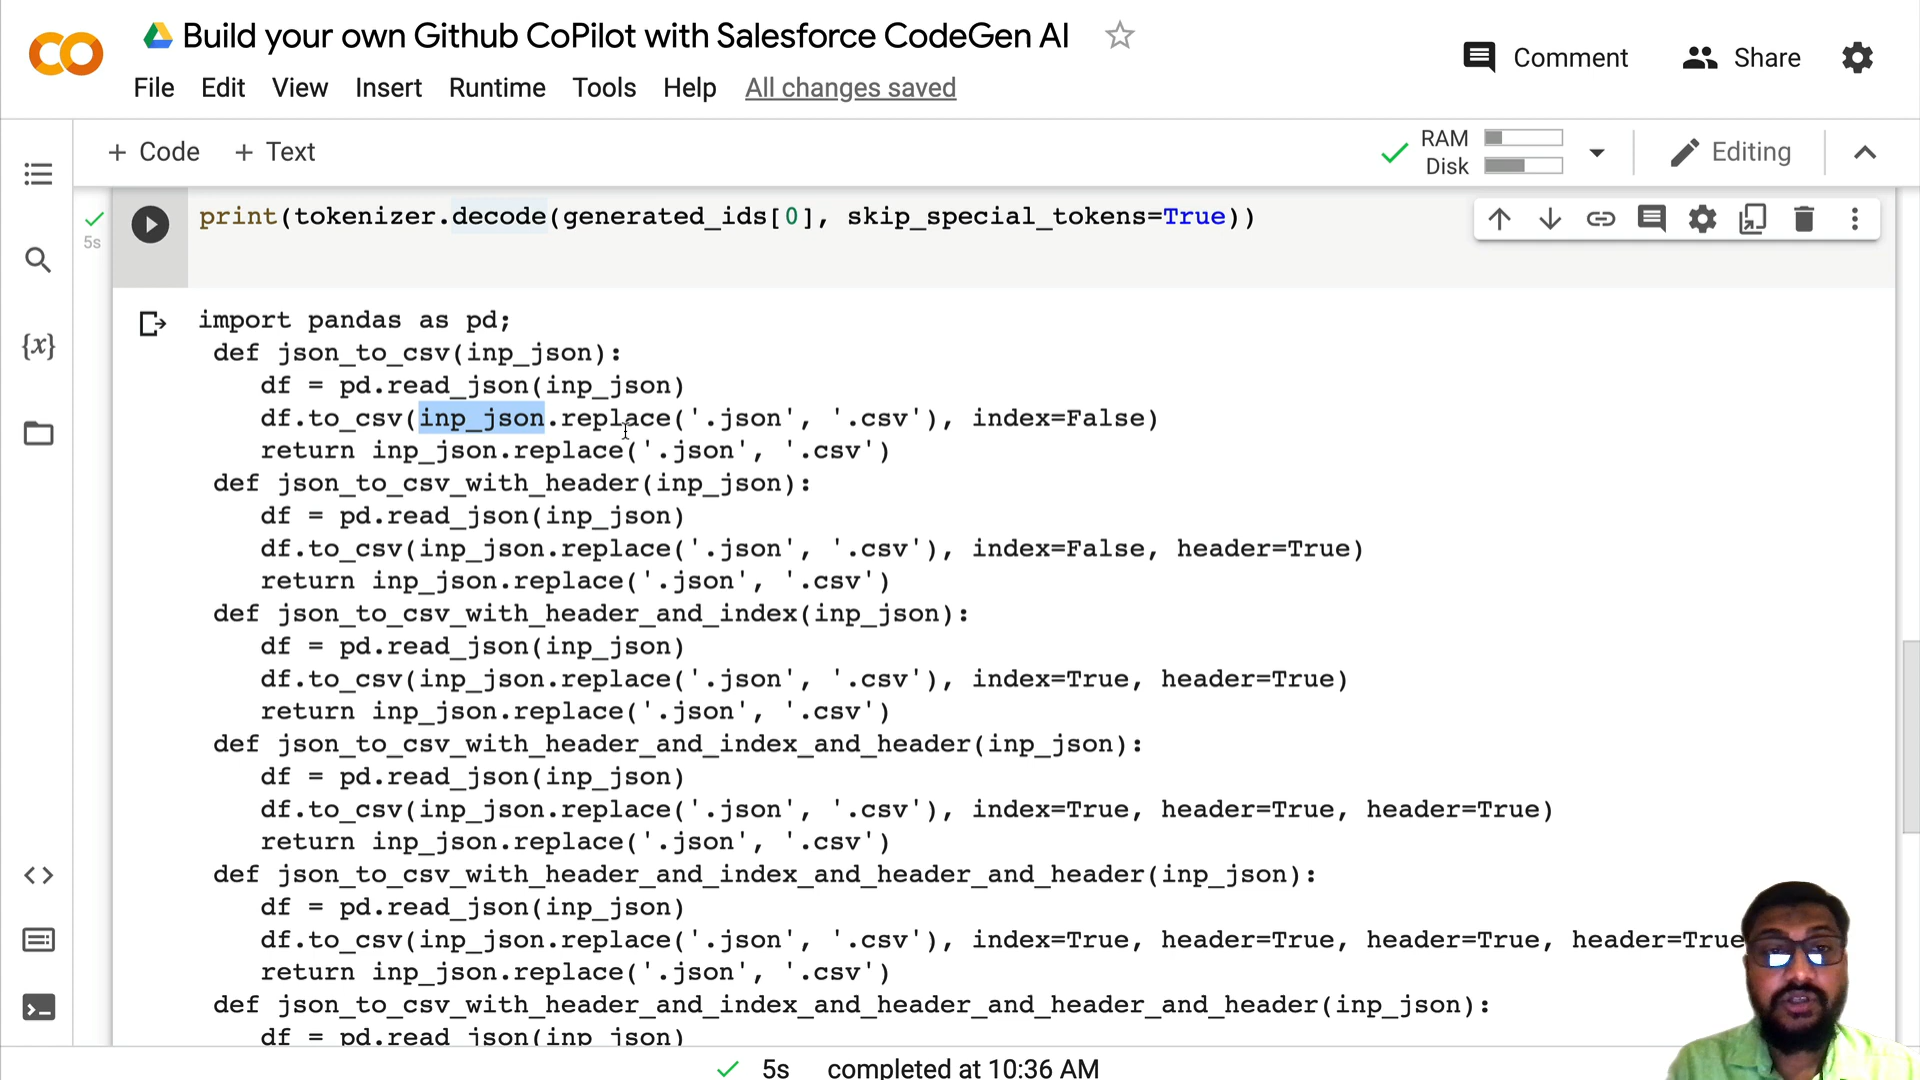 Build your own Github CoPilot with Salesforce CodeGen AI
Comment
Share
File Edit View Insert Runtime Tools Help All changes saved
+ Code + Text
RAM
Disk
Editing
5s
print(tokenizer.decode(generated_ids[0], skip_special_tokens=True))
{x}
import pandas as pd;
def json_to_csv(inp_json):
df = pd.read_json(inp_json)
df.to_csv(inp_json.replace('.json', '.csv'), index=False)
return inp_json.replace('.json', '.csv')
def json_to_csv_with_header(inp_json):
df = pd.read_json(inp_json)
df.to_csv(inp_json.replace('.json', '.csv'), index=False, header=True)
return inp_json.replace('.json', '.csv')
def json_to_csv_with_header_and_index(inp_json):
df = pd.read_json(inp_json)
df.to_csv(inp_json.replace('.json', '.csv'), index=True, header=True)
return inp_json.replace('.json', '.csv')
def json_to_csv_with_header_and_index_and_header(inp_json):
df = pd.read_json(inp_json)
df.to_csv(inp_json.replace('.json', '.csv'), index=True, header=True, header=True)
return inp_json.replace('.json', '.csv')
def json_to_csv_with_header_and_index_and_header_and_header(inp_json):
df = pd.read_json(inp_json)
df.to_csv(inp_json.replace('.json', '.csv'), index=True, header=True, header=True, header=True
return inp_json.replace('.json', '.csv')
def json_to_csv_with_header_and_index_and_header_and_header_and_header(inp_json):
df = pd.read_json(inp_json)
5s completed at 10:36 AM